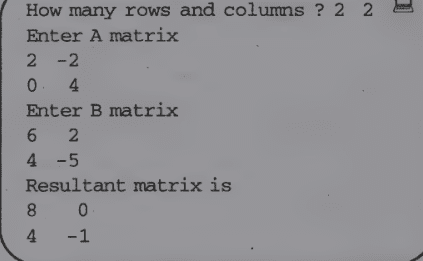 How many rows and columns ? 2 2
Enter A matrix
2 -2
0 4
Enter B matrix
6 2
4 -5
Resultant matrix is
8 0
4 -1